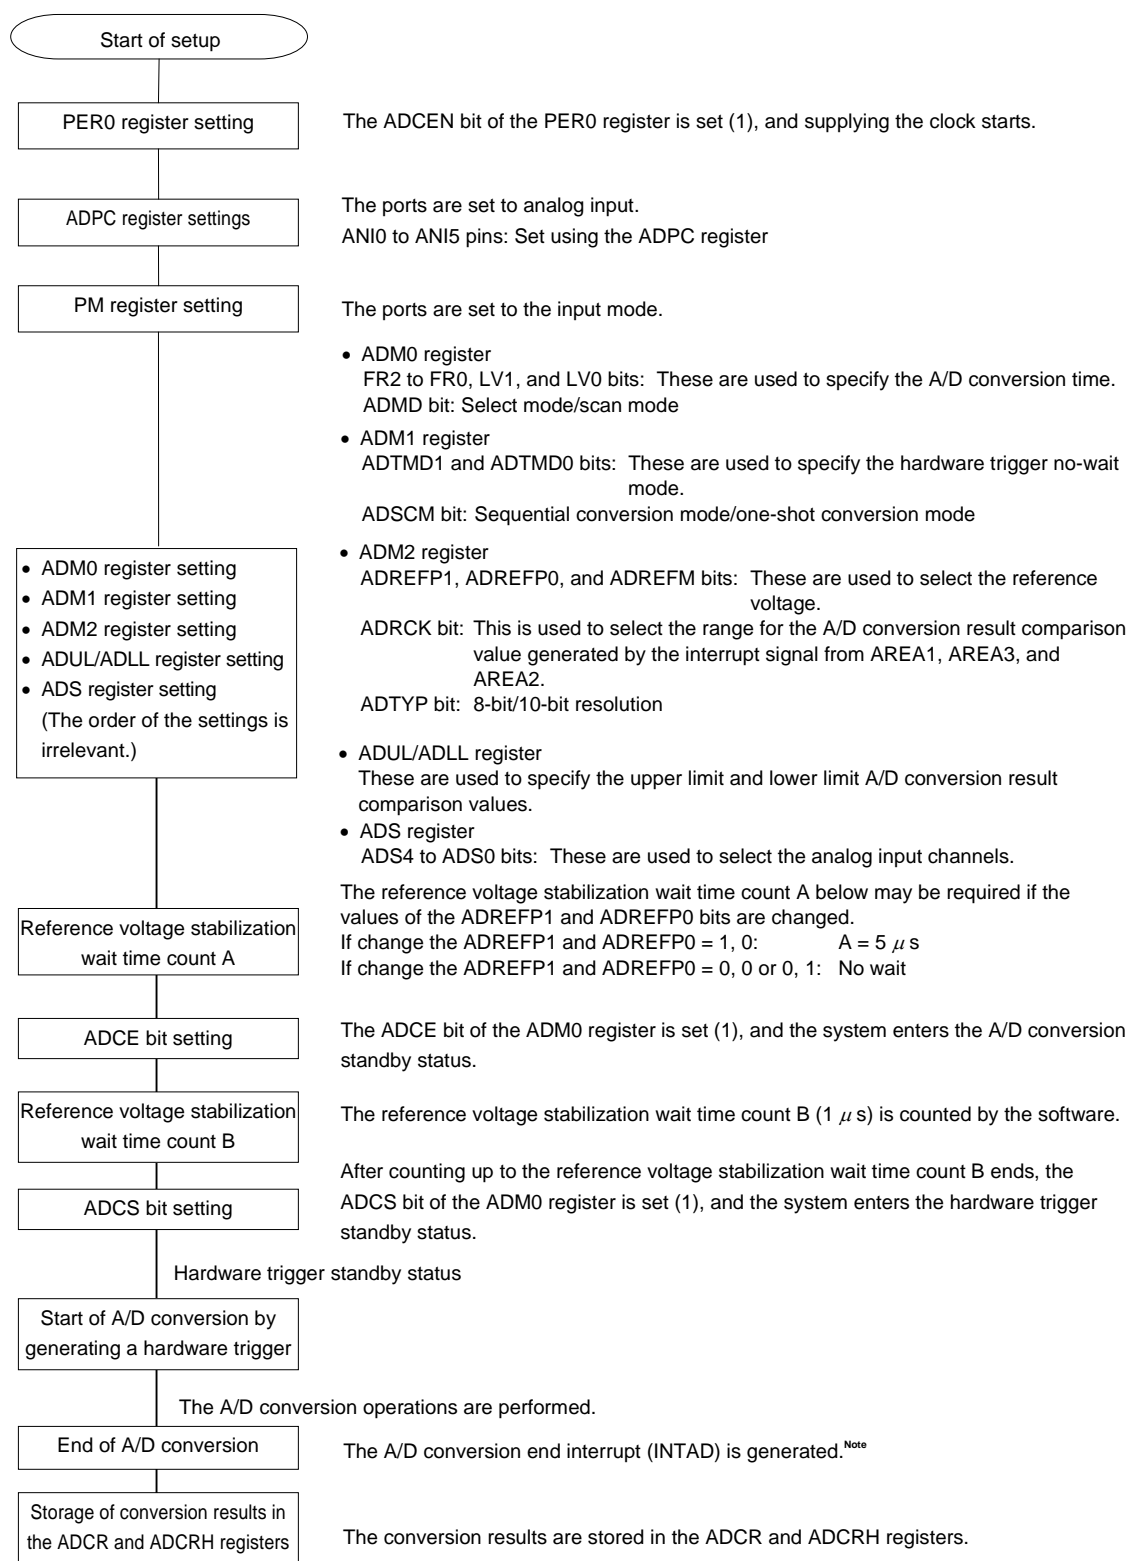 Start of setup
PER0 register setting
The ADCEN bit of the PER0 register is set (1), and supplying the clock starts.
ADPC register settings
The ports are set to analog input.
ANI0 to ANI5 pins: Set using the ADPC register
PM register setting
The ports are set to the input mode.
• ADM0 register
FR2 to FR0, LV1, and LV0 bits: These are used to specify the A/D conversion time.
ADMD bit: Select mode/scan mode
• ADM1 register
ADTMD1 and ADTMD0 bits: These are used to specify the hardware trigger no-wait
mode.
ADSCM bit: Sequential conversion mode/one-shot conversion mode
• ADM0 register setting
• ADM1 register setting
• ADM2 register setting
• ADUL/ADLL register setting
• ADS register setting
(The order of the settings is
irrelevant.)
• ADM2 register
ADREFP1, ADREFP0, and ADREFM bits: These are used to select the reference
voltage.
ADRCK bit: This is used to select the range for the A/D conversion result comparison
value generated by the interrupt signal from AREA1, AREA3, and
AREA2.
ADTYP bit: 8-bit/10-bit resolution
• ADUL/ADLL register
These are used to specify the upper limit and lower limit A/D conversion result
comparison values.
• ADS register
ADS4 to ADS0 bits: These are used to select the analog input channels.
Reference voltage stabilization
wait time count A
The reference voltage stabilization wait time count A below may be required if the
values of the ADREFP1 and ADREFP0 bits are changed.
If change the ADREFP1 and ADREFP0 = 1, 0: A = 5 μ s
If change the ADREFP1 and ADREFP0 = 0, 0 or 0, 1: No wait
ADCE bit setting
The ADCE bit of the ADM0 register is set (1), and the system enters the A/D conversion
standby status.
Reference voltage stabilization
wait time count B
The reference voltage stabilization wait time count B (1 μ s) is counted by the software.
ADCS bit setting
After counting up to the reference voltage stabilization wait time count B ends, the
ADCS bit of the ADM0 register is set (1), and the system enters the hardware trigger
standby status.
Hardware trigger standby status
Start of A/D conversion by
generating a hardware trigger
The A/D conversion operations are performed.
End of A/D conversion
The A/D conversion end interrupt (INTAD) is generated.Note
Storage of conversion results in
the ADCR and ADCRH registers
The conversion results are stored in the ADCR and ADCRH registers.